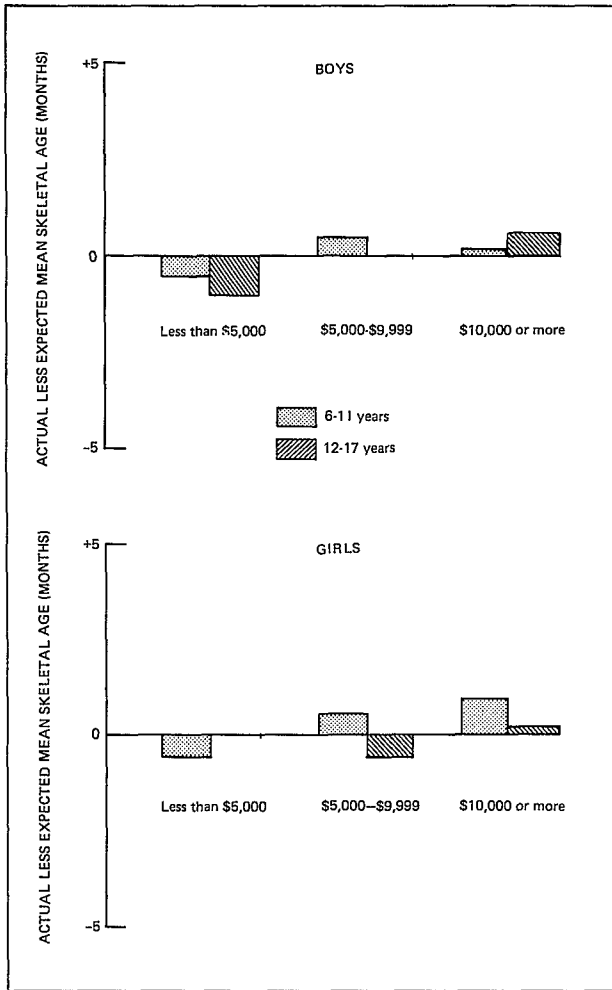 BOYS
ACTUAL LESS EXPECTED MEAN SKELETAL AGE (MONTHS)
+5
0
-5
Less than $5,000 $5,000-$9,999 $10,000 or more
6-11 years
12-17 years
GIRLS
ACTUAL LESS EXPECTED MEAN SKELETAL AGE (MONTHS)
+5
0
-5
Less than $5,000 $5,000–$9,999 $10,000 or more